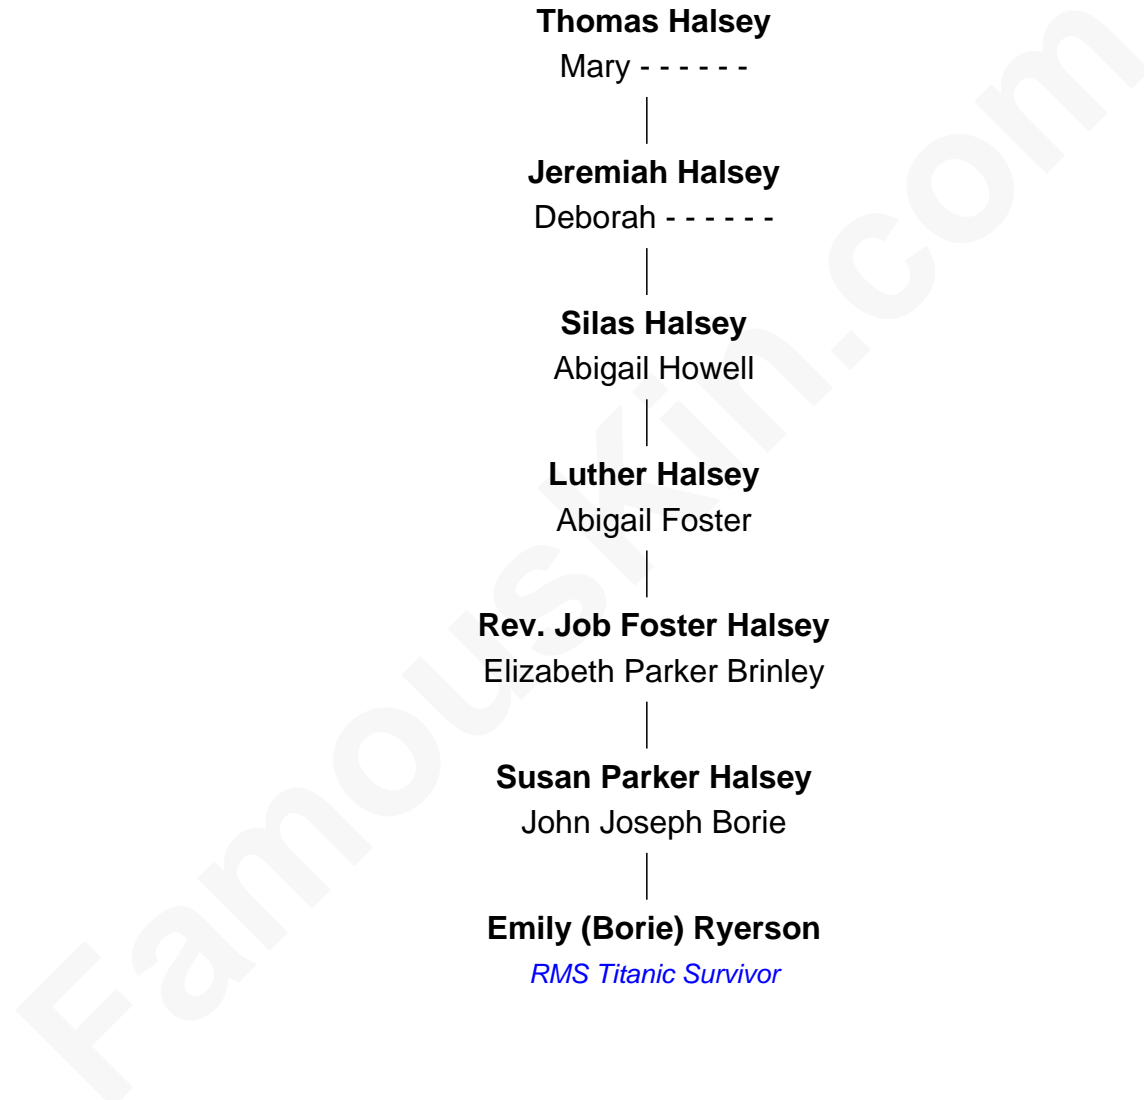 Thomas Halsey
Mary - - - - - -
Jeremiah Halsey
Deborah - - - - - -
Silas Halsey
Abigail Howell
Luther Halsey
Abigail Foster
Rev. Job Foster Halsey
Elizabeth Parker Brinley
Susan Parker Halsey
John Joseph Borie
Emily (Borie) Ryerson
RMS Titanic Survivor
FamousKin.com